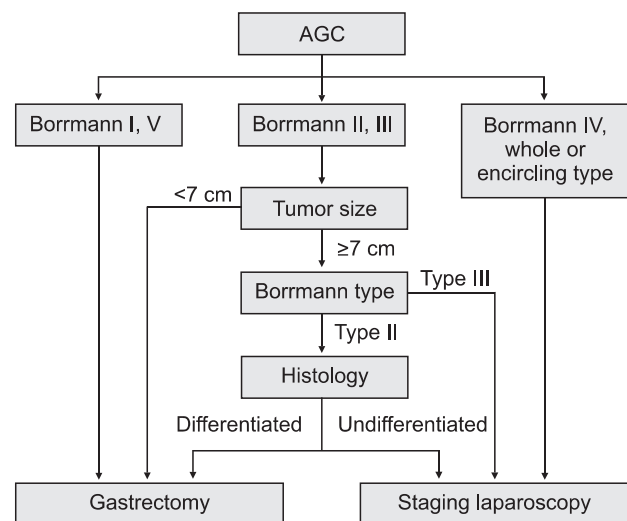 AGC
Borrmann I, V
Borrmann II, III
Borrmann IV,
whole or
encircling type
<7 cm
Tumor size
≥7 cm
Borrmann type
Type III
Type II
Histology
Differentiated
Undifferentiated
Gastrectomy
Staging laparoscopy